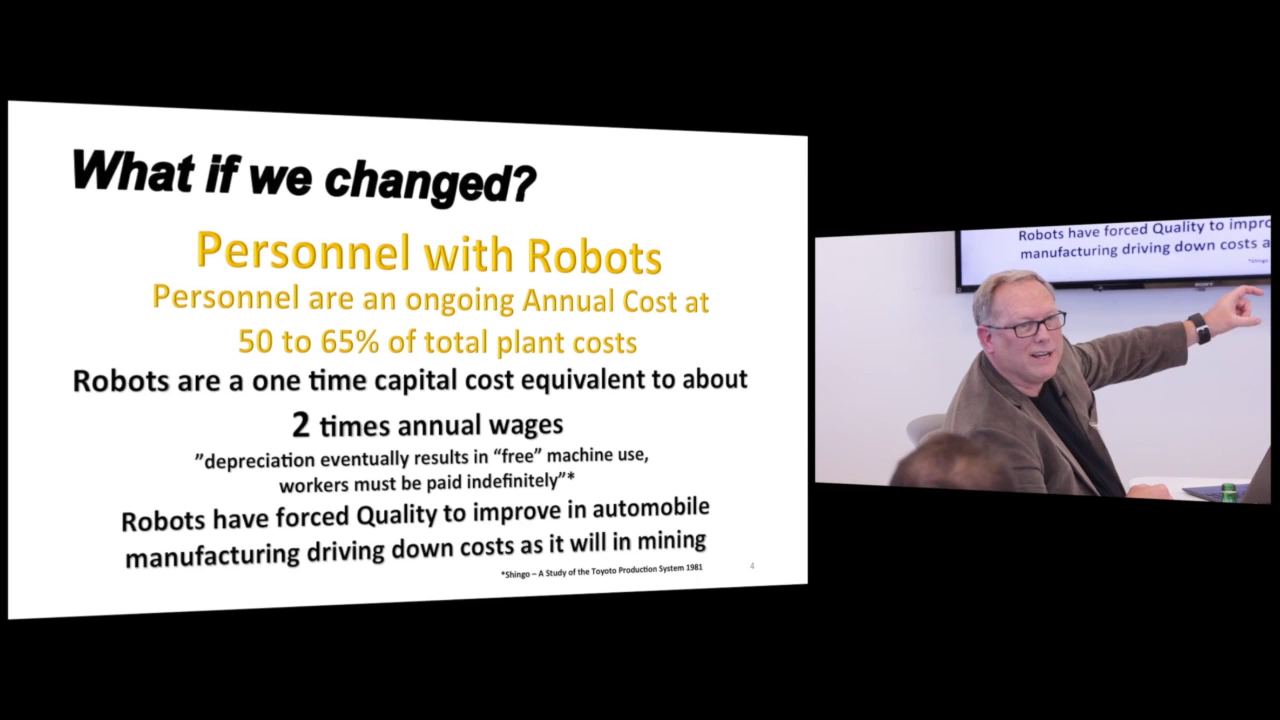 What if we changed?
Personnel with Robots
Personnel are an ongoing Annual Cost at
50 to 65% of total plant costs
Robots are a one time capital cost equivalent to about
2 times annual wages
”depreciation eventually results in “free” machine use,
workers must be paid indefinitely”*
Robots have forced Quality to improve in automobile
manufacturing driving down costs as it will in mining
*Shingo – A Study of the Toyoto Production System 1981
4
Robots have forced Quality to impro
manufacturing driving down costs a
*Shingo
SONY